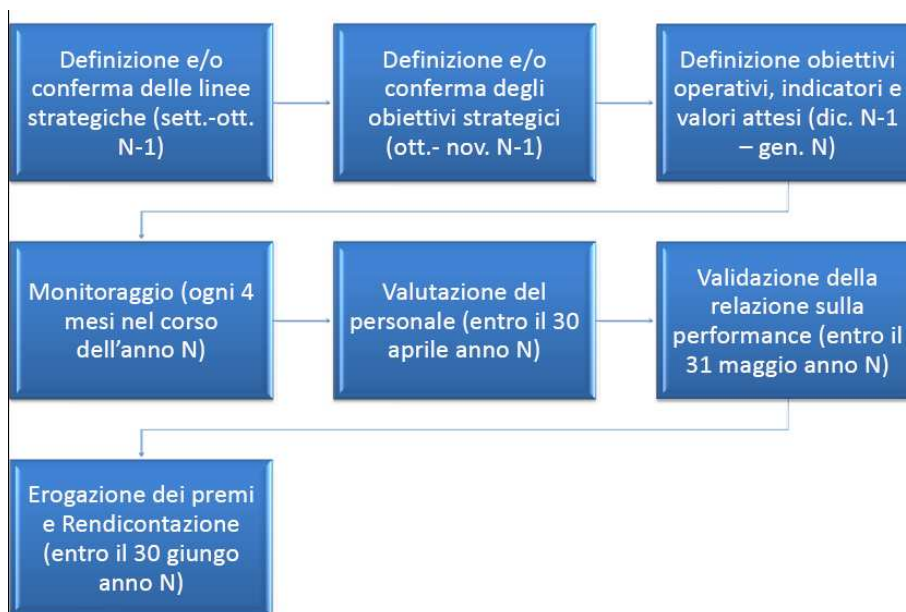 Definizione e/o
conferma delle linee
strategiche (sett.-ott.
N-1)
Definizione e/o
conferma degli
obiettivi strategici
(ott.- nov. N-1)
Definizione obiettivi
operativi, indicatori e
valori attesi (dic. N-1
– gen. N)
Monitoraggio (ogni 4
mesi nel corso
dell’anno N)
Valutazione del
personale (entro il 30
aprile anno N)
Validazione della
relazione sulla
performance (entro il
31 maggio anno N)
Erogazione dei premi
e Rendicontazione
(entro il 30 giungo
anno N)